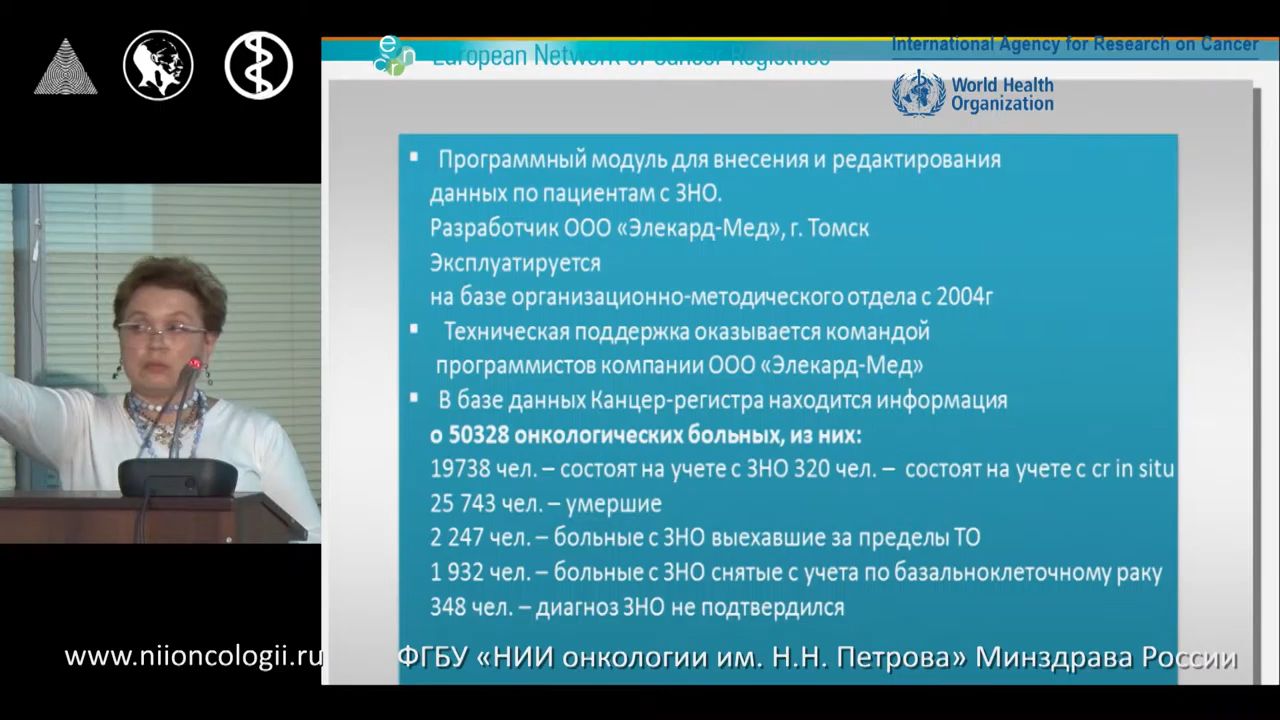 European Network of Cancer Registries
International Agency for Research on Cancer
World Health
Organization
▪ Программный модуль для внесения и редактирования
данных по пациентам с ЗНО.
Разработчик ООО «Элекард-Мед», г. Томск
Эксплуатируется
на базе организационно-методического отдела с 2004г
▪ Техническая поддержка оказывается командой
программистов компании ООО «Элекард-Мед»
▪ В базе данных Канцер-регистра находится информация
о 50328 онкологических больных, из них:
19738 чел. – состоят на учете с ЗНО 320 чел. – состоят на учете с cr in situ
25 743 чел. – умершие
2 247 чел. – больные с ЗНО выехавшие за пределы ТО
1 932 чел. – больные с ЗНО снятые с учета по базальноклеточному раку
348 чел. – диагноз ЗНО не подтвердился
www.niioncologii.ru
ФГБУ «НИИ онкологии им. Н.Н. Петрова» Минздрава России